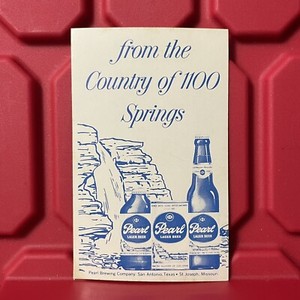 from the
Country of 1100
Springs
Pearl Pearl Pearl
LAGER BEER LAGER BEER LAGER BEER
Pearl Brewing Company, San Antonio, Texas • St. Joseph, Missouri